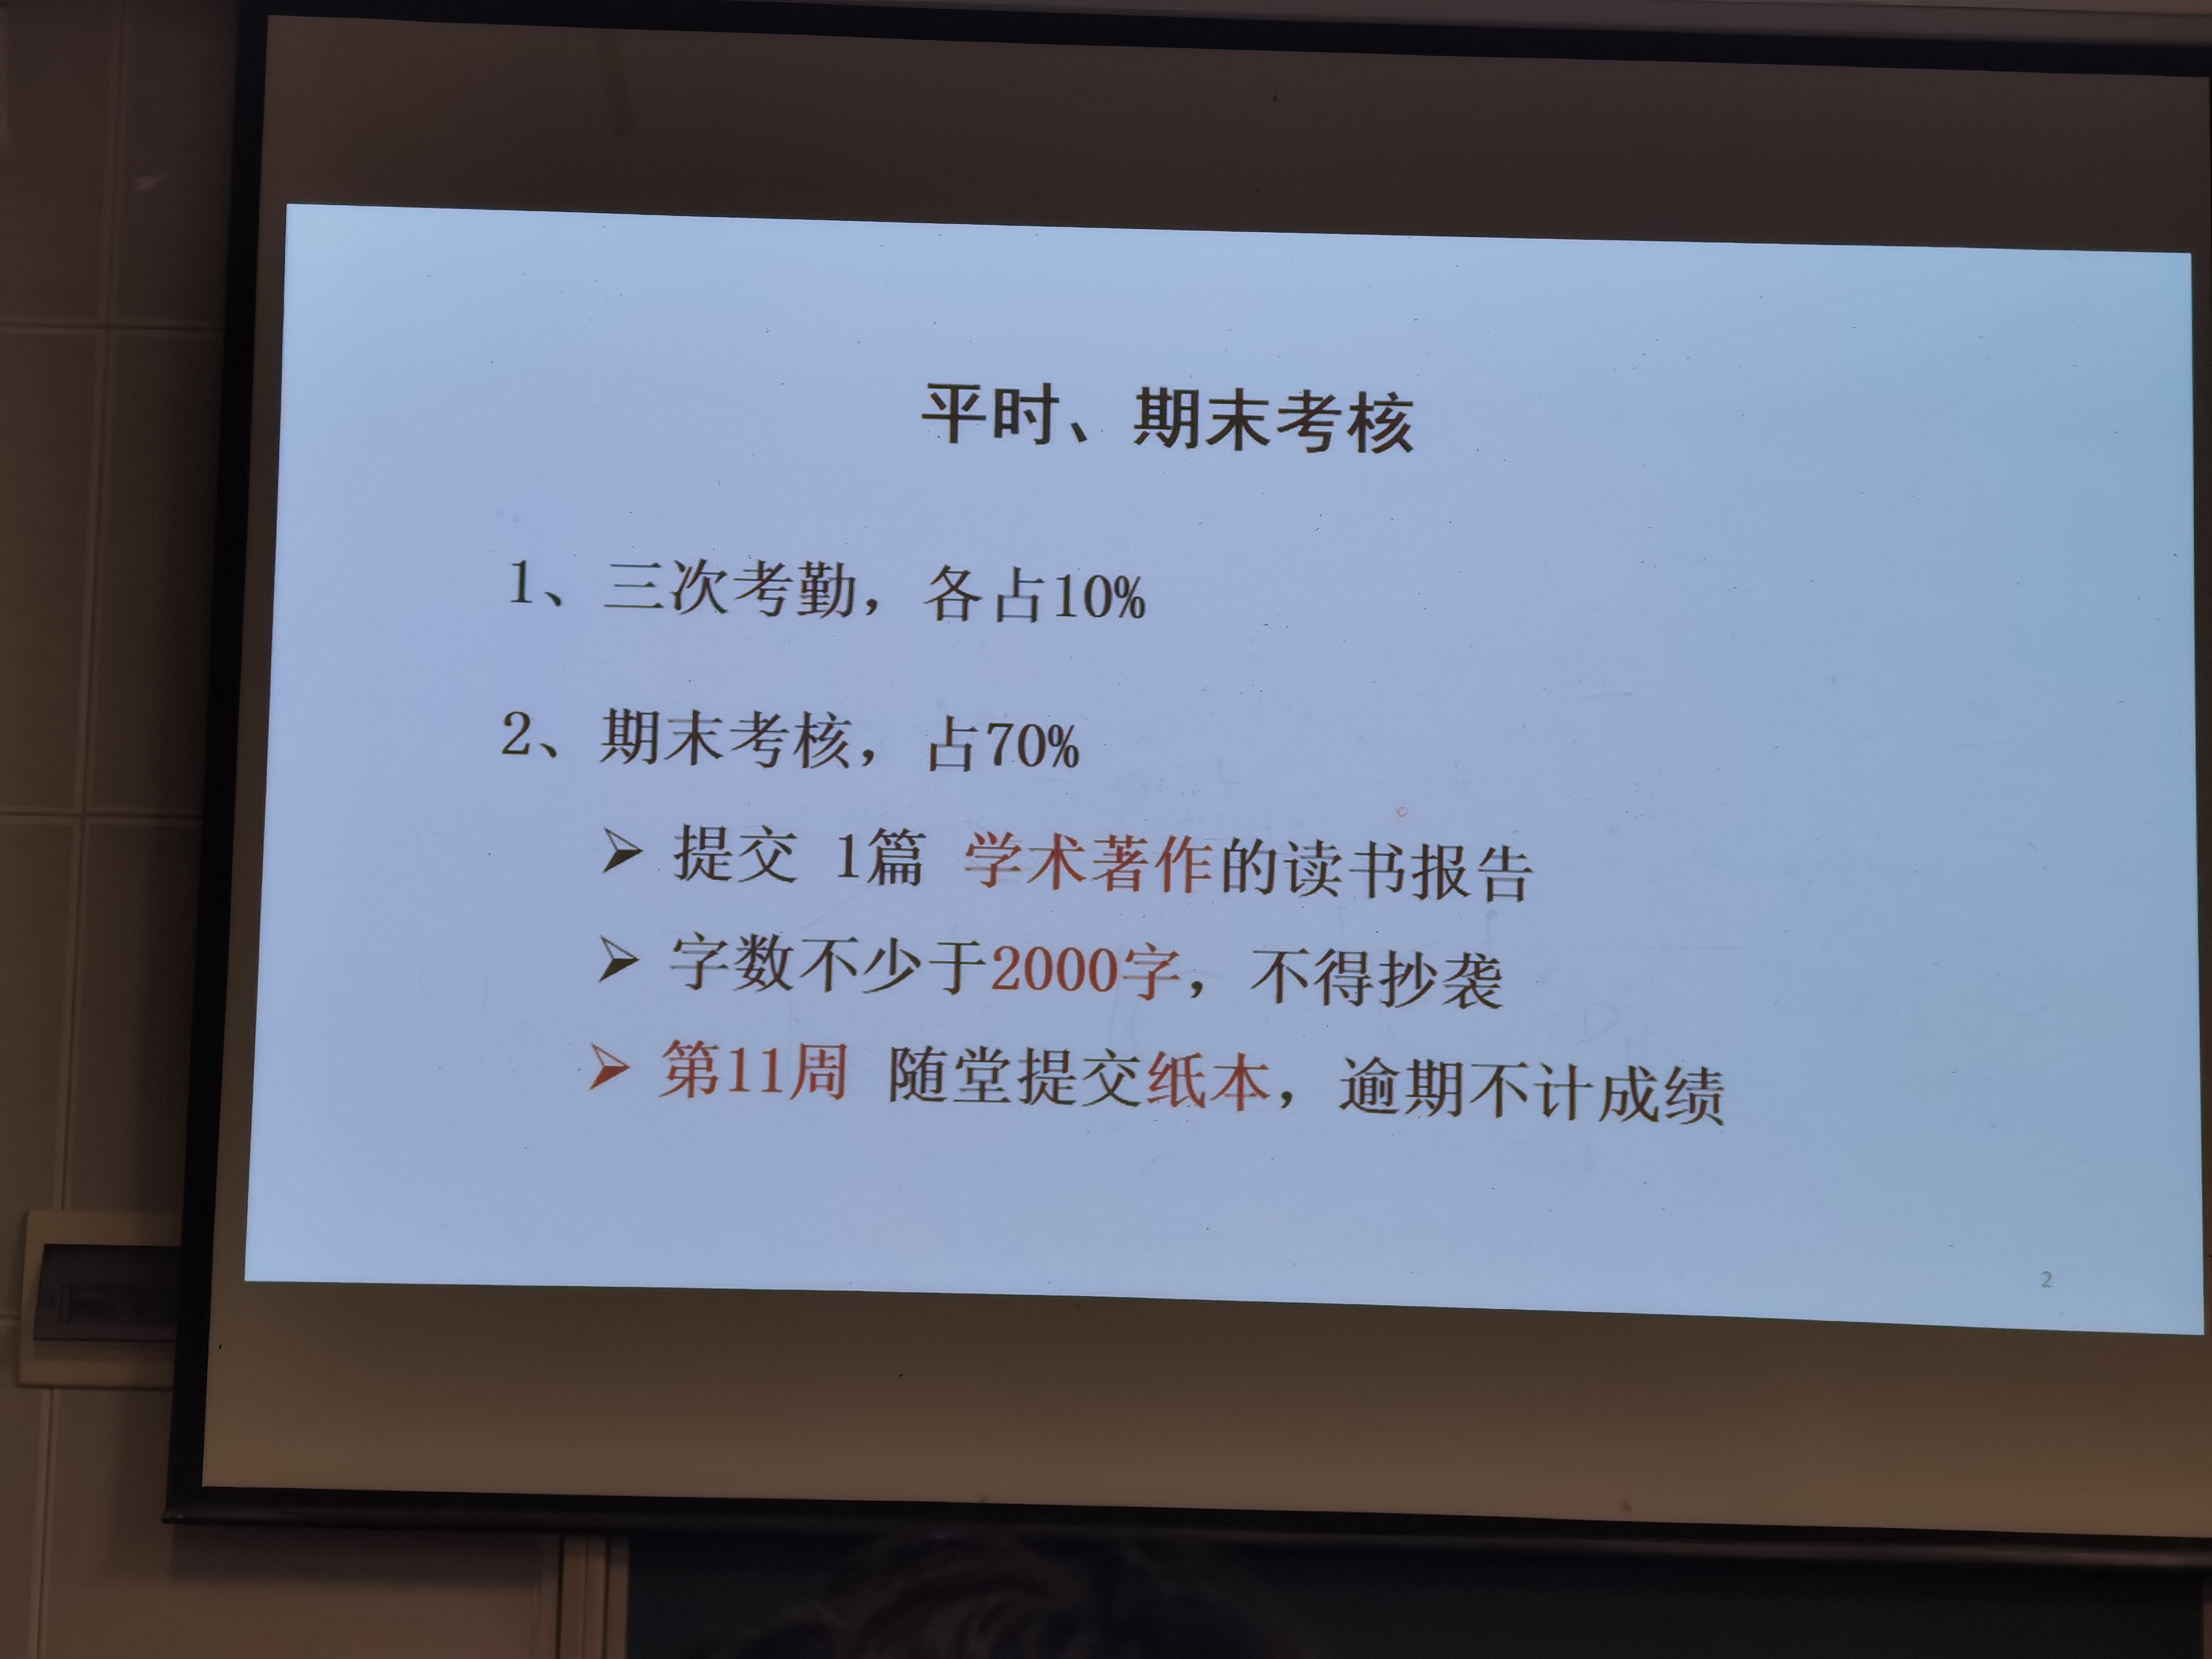 平时、期末考核
1、三次考勤，各占10%
2、期末考核，占70%
➢ 提交 1篇 学术著作的读书报告
➢ 字数不少于2000字，不得抄袭
➢ 第11周 随堂提交纸本，逾期不计成绩
2